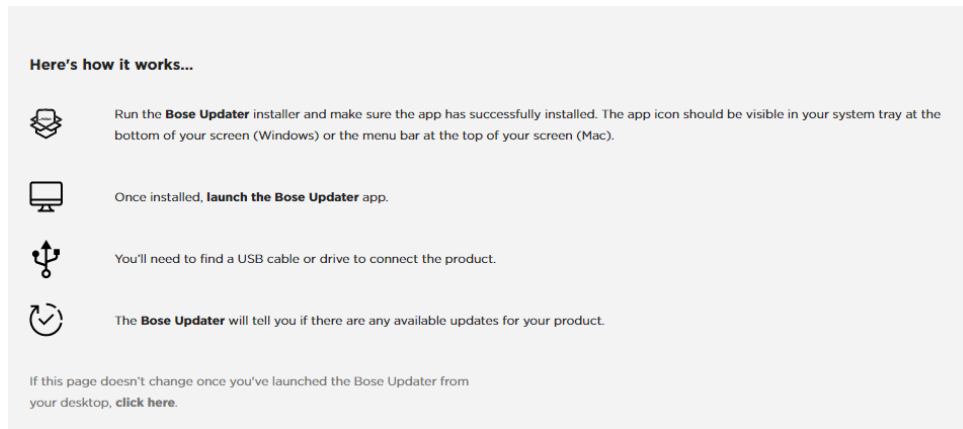 Here's how it works...
Run the Bose Updater installer and make sure the app has successfully installed. The app icon should be visible in your system tray at the
bottom of your screen (Windows) or the menu bar at the top of your screen (Mac).
Once installed, launch the Bose Updater app.
You'll need to find a USB cable or drive to connect the product.
The Bose Updater will tell you if there are any available updates for your product.
If this page doesn't change once you've launched the Bose Updater from
your desktop, click here.